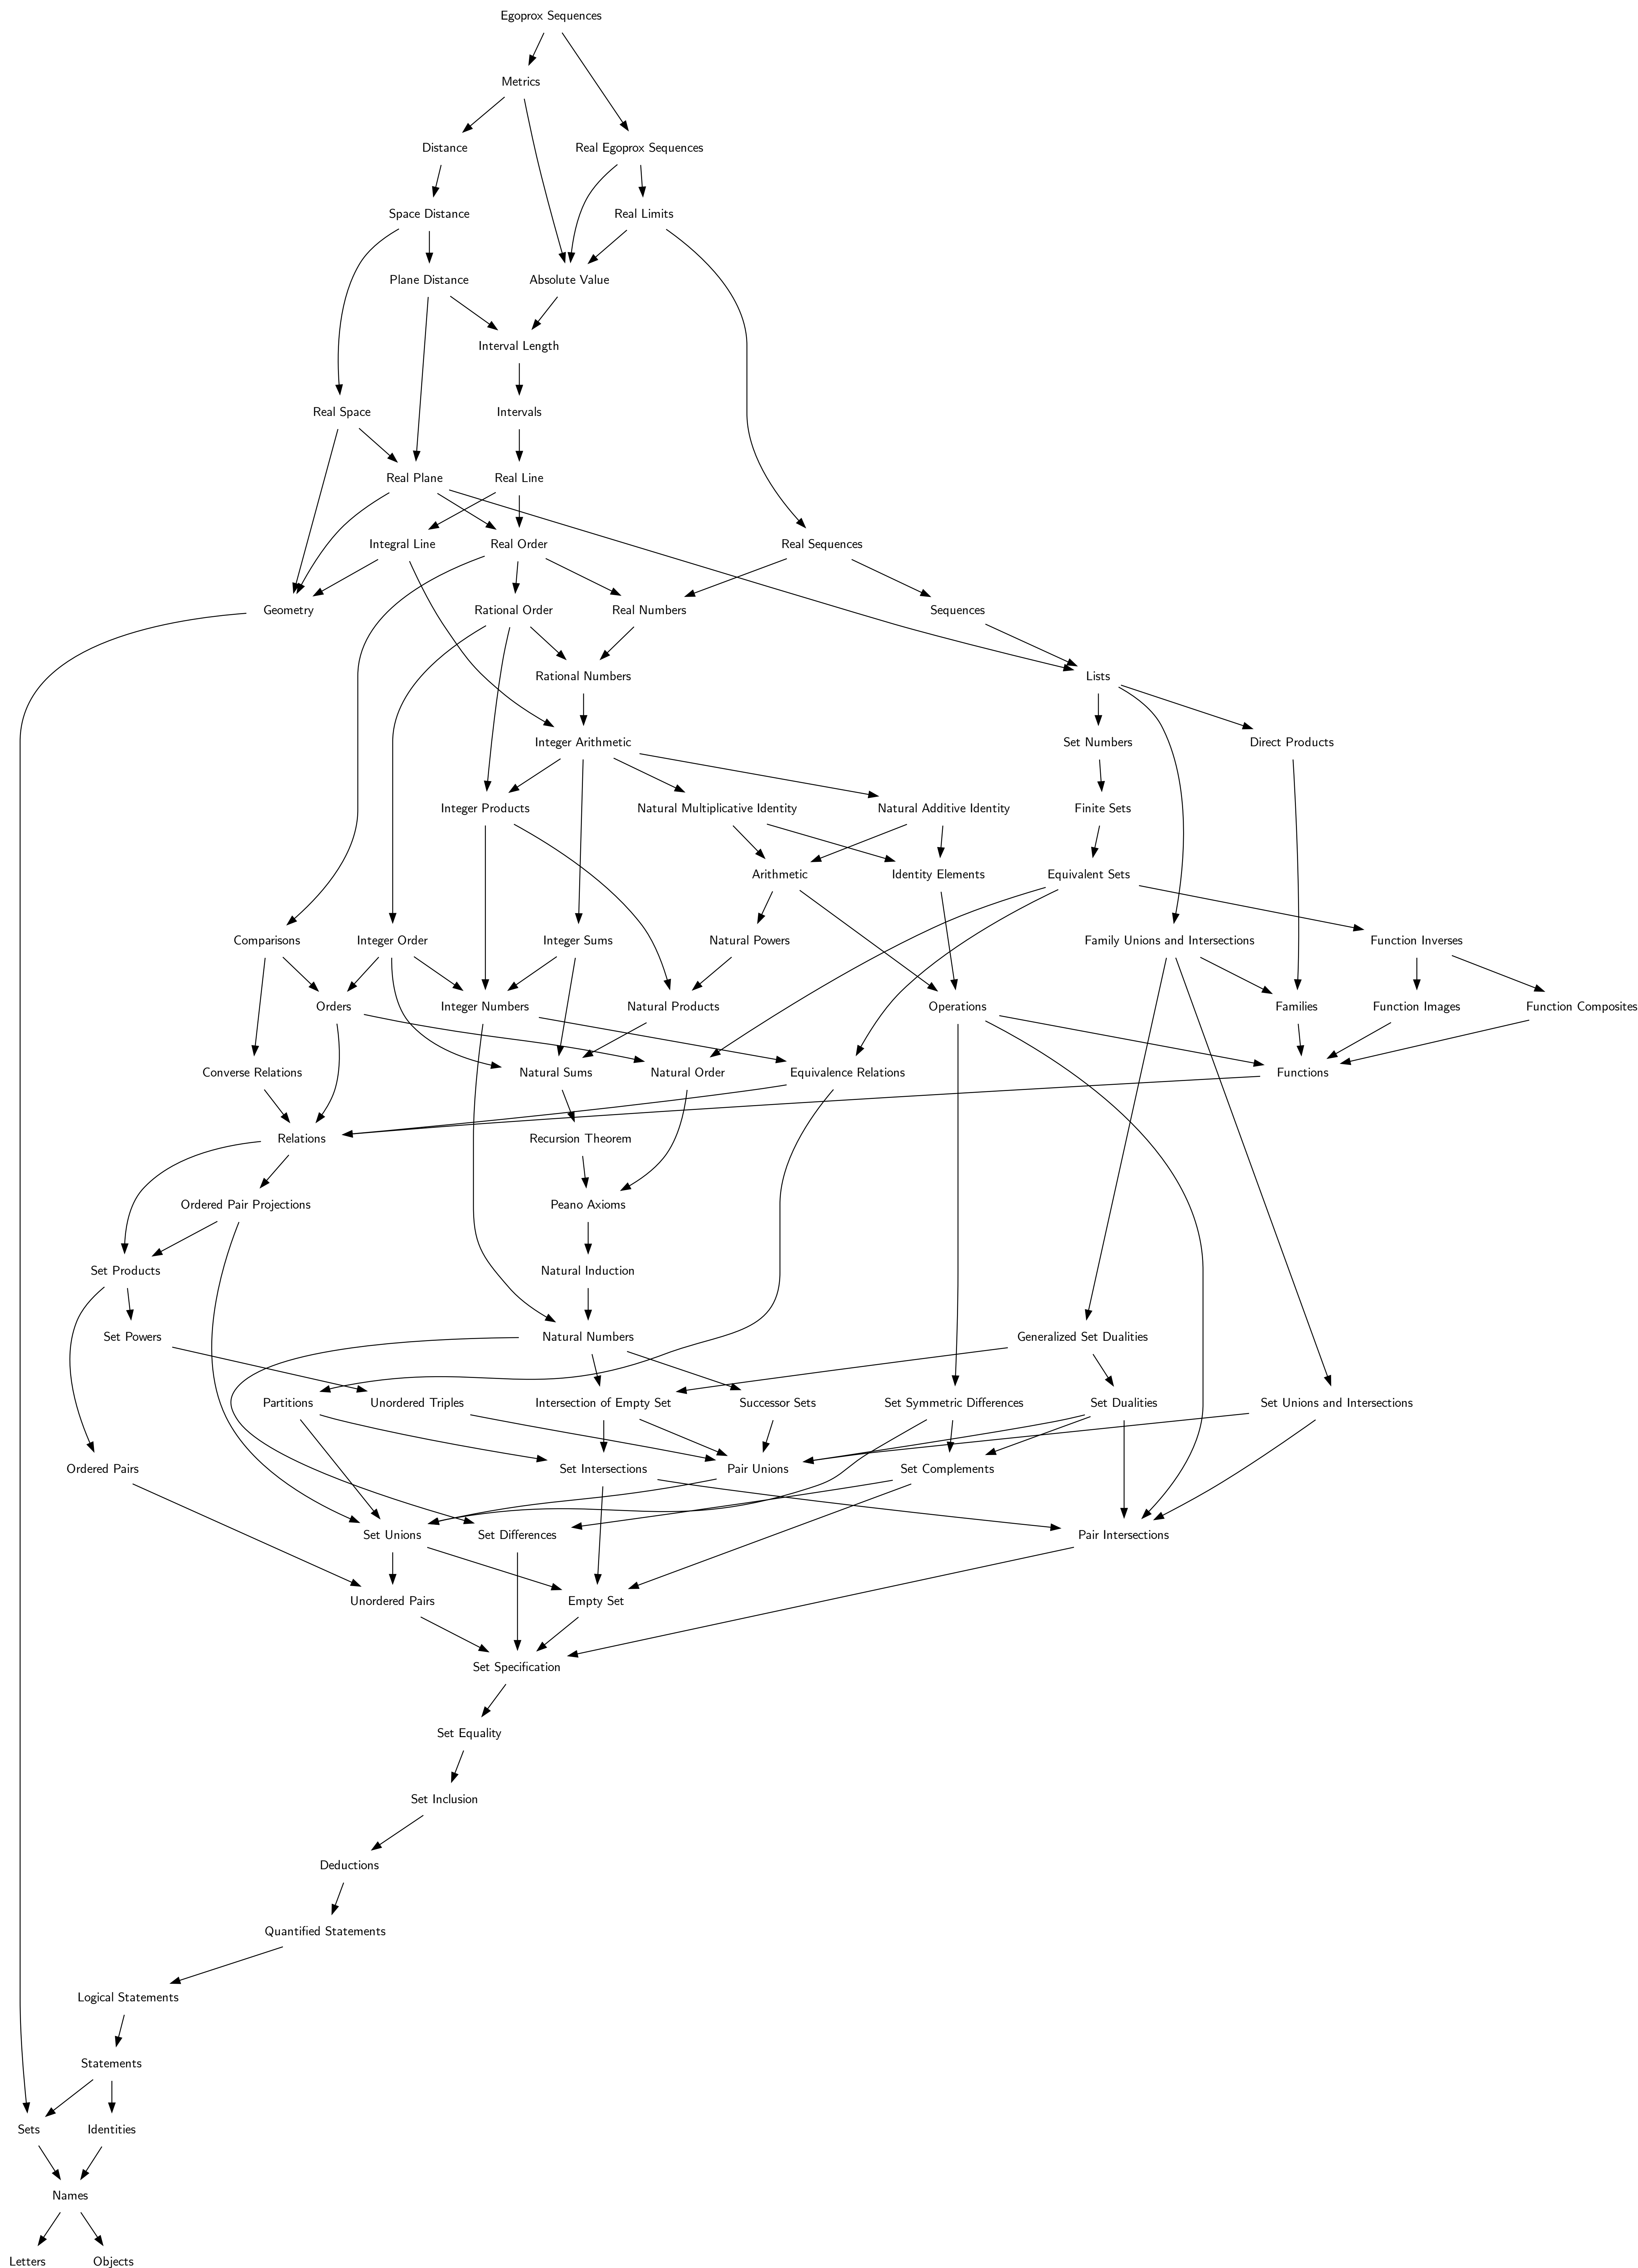 Egoprox Sequences
Metrics
Distance
Real Egoprox Sequences
Space Distance
Real Limits
Plane Distance
Absolute Value
Interval Length
Real Space
Intervals
Real Plane
Real Line
Integral Line
Real Order
Real Sequences
Geometry
Rational Order
Real Numbers
Sequences
Rational Numbers
Lists
Integer Arithmetic
Set Numbers
Direct Products
Integer Products
Natural Multiplicative Identity
Natural Additive Identity
Finite Sets
Arithmetic
Identity Elements
Equivalent Sets
Comparisons
Integer Order
Integer Sums
Natural Powers
Family Unions and Intersections
Function Inverses
Orders
Integer Numbers
Natural Products
Operations
Families
Function Images
Function Composites
Converse Relations
Natural Sums
Natural Order
Equivalence Relations
Functions
Relations
Recursion Theorem
Ordered Pair Projections
Peano Axioms
Set Products
Natural Induction
Set Powers
Natural Numbers
Generalized Set Dualities
Partitions
Unordered Triples
Intersection of Empty Set
Successor Sets
Set Symmetric Differences
Set Dualities
Set Unions and Intersections
Ordered Pairs
Set Intersections
Pair Unions
Set Complements
Set Unions
Set Differences
Pair Intersections
Unordered Pairs
Empty Set
Set Specification
Set Equality
Set Inclusion
Deductions
Quantified Statements
Logical Statements
Statements
Sets
Identities
Names
Letters
Objects